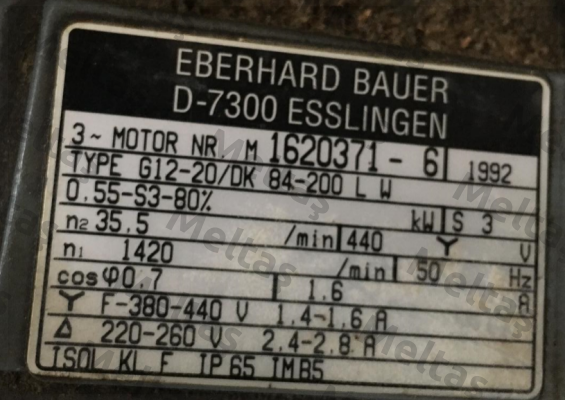 EBERHARD BAUER
D-7300 ESSLINGEN
3~ MOTOR NR. M 1620371-6 1992
TYPE G12-20/DK 84-200 L W
0.55-S3-80% kW S 3
n2 35.5 /min 440 Y V
n1 1420 /min 50 Hz
cosφ0.7 1.6 A
Y F-380-440 V 1.4-1.6 A
Δ 220-260 V 2.4-2.8 A
ISOL KL F IP65 IMB5
Meltaş